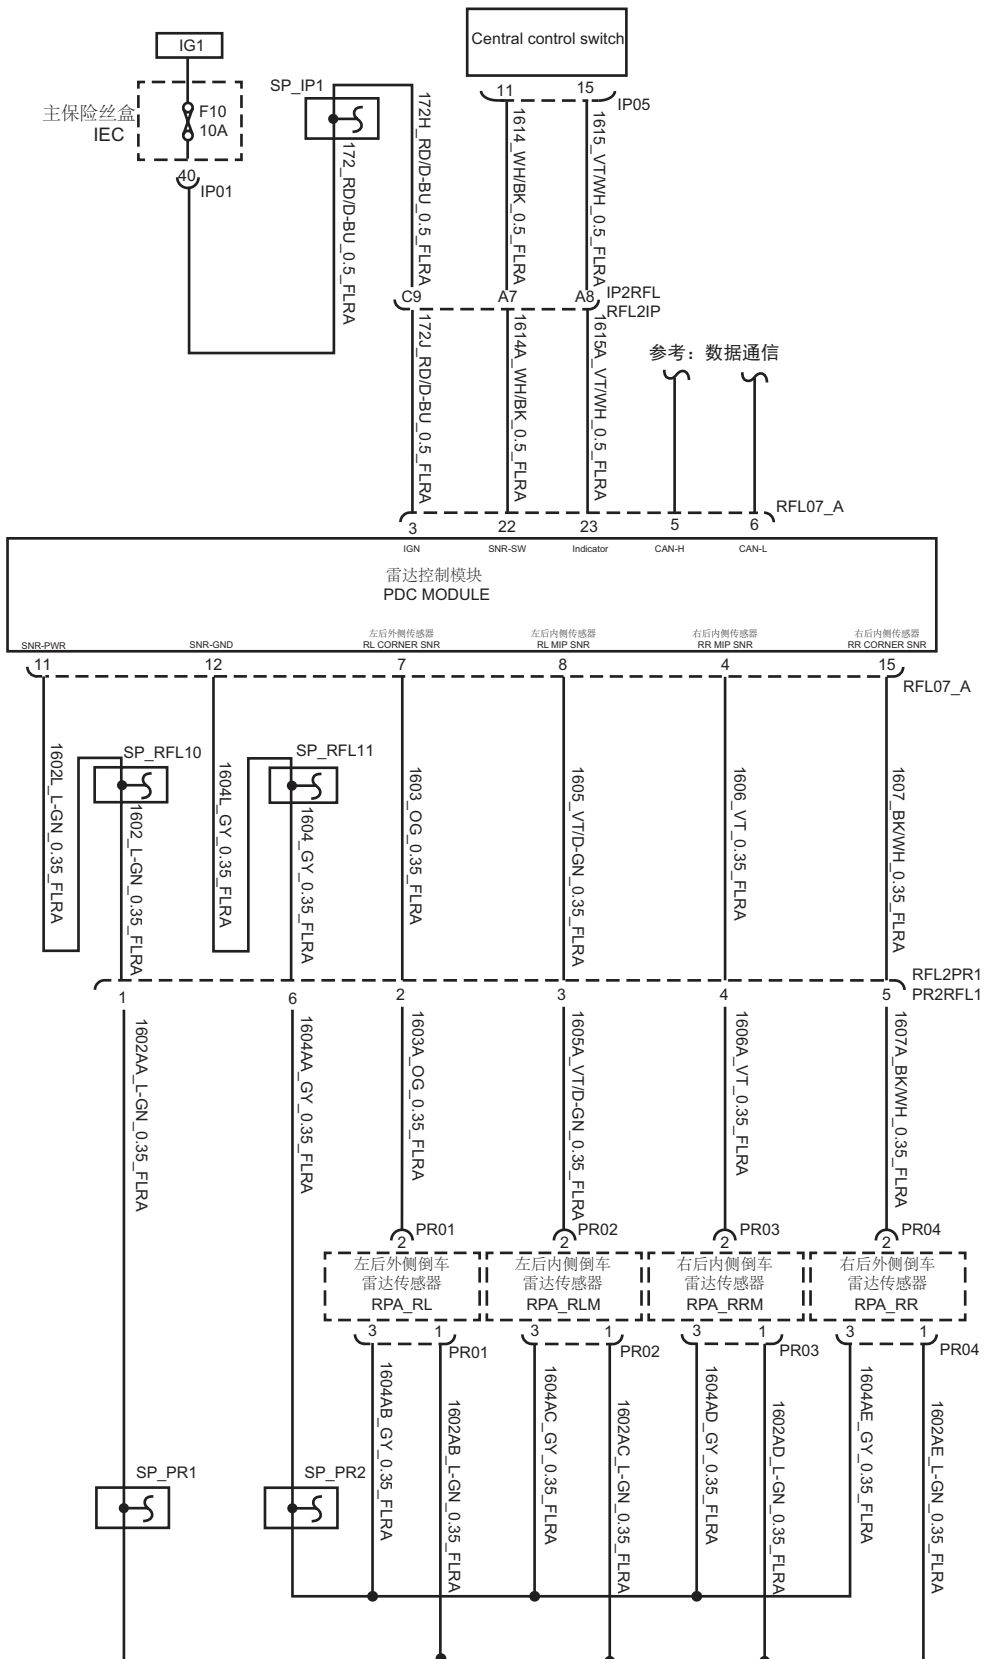 IG1
Central control switch
主保险丝盒
IEC
F10
10A
40
IP01
SP_IP1
11
15
IP05
172_RD/D-BU_0.5_FLRA
172H_RD/D-BU_0.5_FLRA
1614_WH/BK_0.5_FLRA
1615_VT/WH_0.5_FLRA
C9
A7
A8
IP2RFL
RFL2IP
172J_RD/D-BU_0.5_FLRA
1614A_WH/BK_0.5_FLRA
1615A_VT/WH_0.5_FLRA
参考：数据通信
RFL07_A
3
22
23
5
6
IGN
SNR-SW
Indicator
CAN-H
CAN-L
雷达控制模块
PDC MODULE
左后外侧传感器
左后内侧传感器
右后内侧传感器
右后内侧传感器
SNR-PWR
SNR-GND
RL CORNER SNR
RL MIP SNR
RR MIP SNR
RR CORNER SNR
11
12
7
8
4
15
RFL07_A
SP_RFL10
SP_RFL11
1602L_L-GN_0.35_FLRA
1602_L-GN_0.35_FLRA
1604L_GY_0.35_FLRA
1604_GY_0.35_FLRA
1603_OG_0.35_FLRA
1605_VT/D-GN_0.35_FLRA
1606_VT_0.35_FLRA
1607_BK/WH_0.35_FLRA
RFL2PR1
PR2RFL1
1
6
2
3
4
5
1602AA_L-GN_0.35_FLRA
1604AA_GY_0.35_FLRA
1603A_OG_0.35_FLRA
1605A_VT/D-GN_0.35_FLRA
1606A_VT_0.35_FLRA
1607A_BK/WH_0.35_FLRA
PR01
PR02
PR03
PR04
2
2
2
2
左后外侧倒车
雷达传感器
RPA_RL
左后内侧倒车
雷达传感器
RPA_RLM
右后内侧倒车
雷达传感器
RPA_RRM
右后外侧倒车
雷达传感器
RPA_RR
3
1
PR01
3
1
PR02
3
1
PR03
3
1
PR04
1604AB_GY_0.35_FLRA
1602AB_L-GN_0.35_FLRA
1604AC_GY_0.35_FLRA
1602AC_L-GN_0.35_FLRA
1604AD_GY_0.35_FLRA
1602AD_L-GN_0.35_FLRA
1604AE_GY_0.35_FLRA
1602AE_L-GN_0.35_FLRA
SP_PR1
SP_PR2